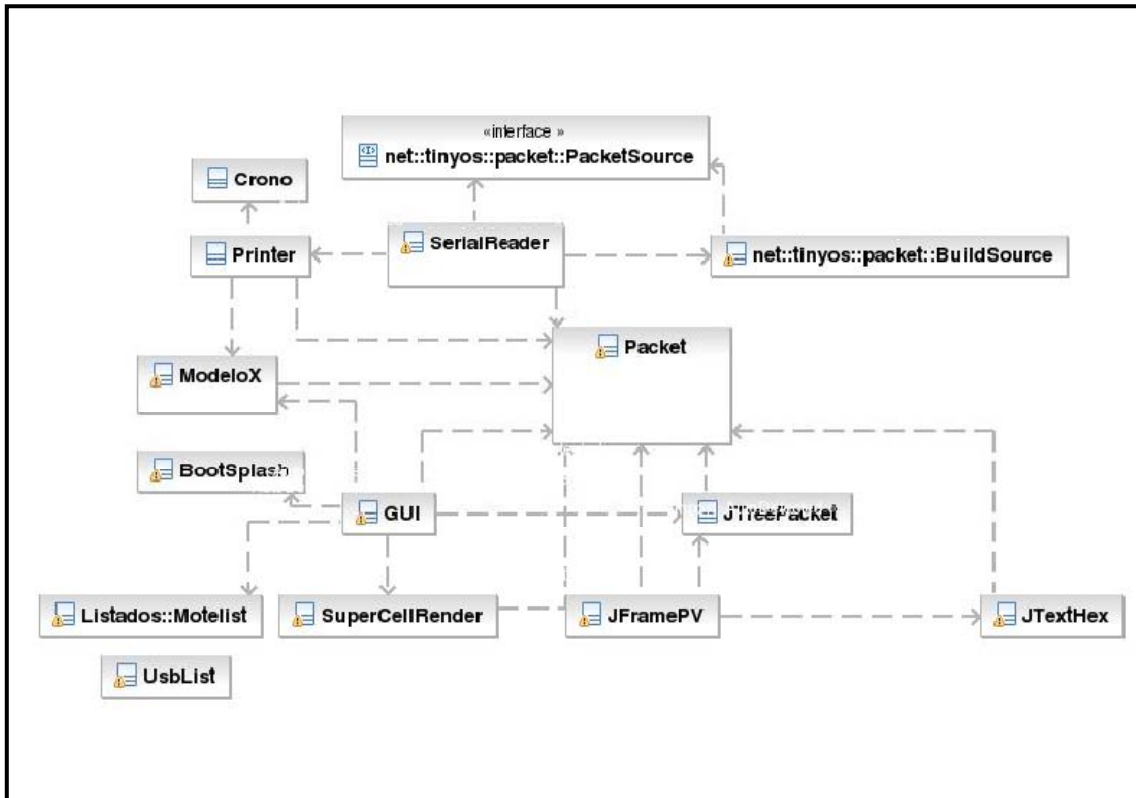 «interface »
net::tinyos::packet::PacketSource
Crono
Printer
SerialReader
net::tinyos::packet::BuildSource
Packet
ModeloX
BootSplash
GUI
JTreePacket
Listados::Motelist
SuperCellRender
JFramePV
JTextHex
UsbList